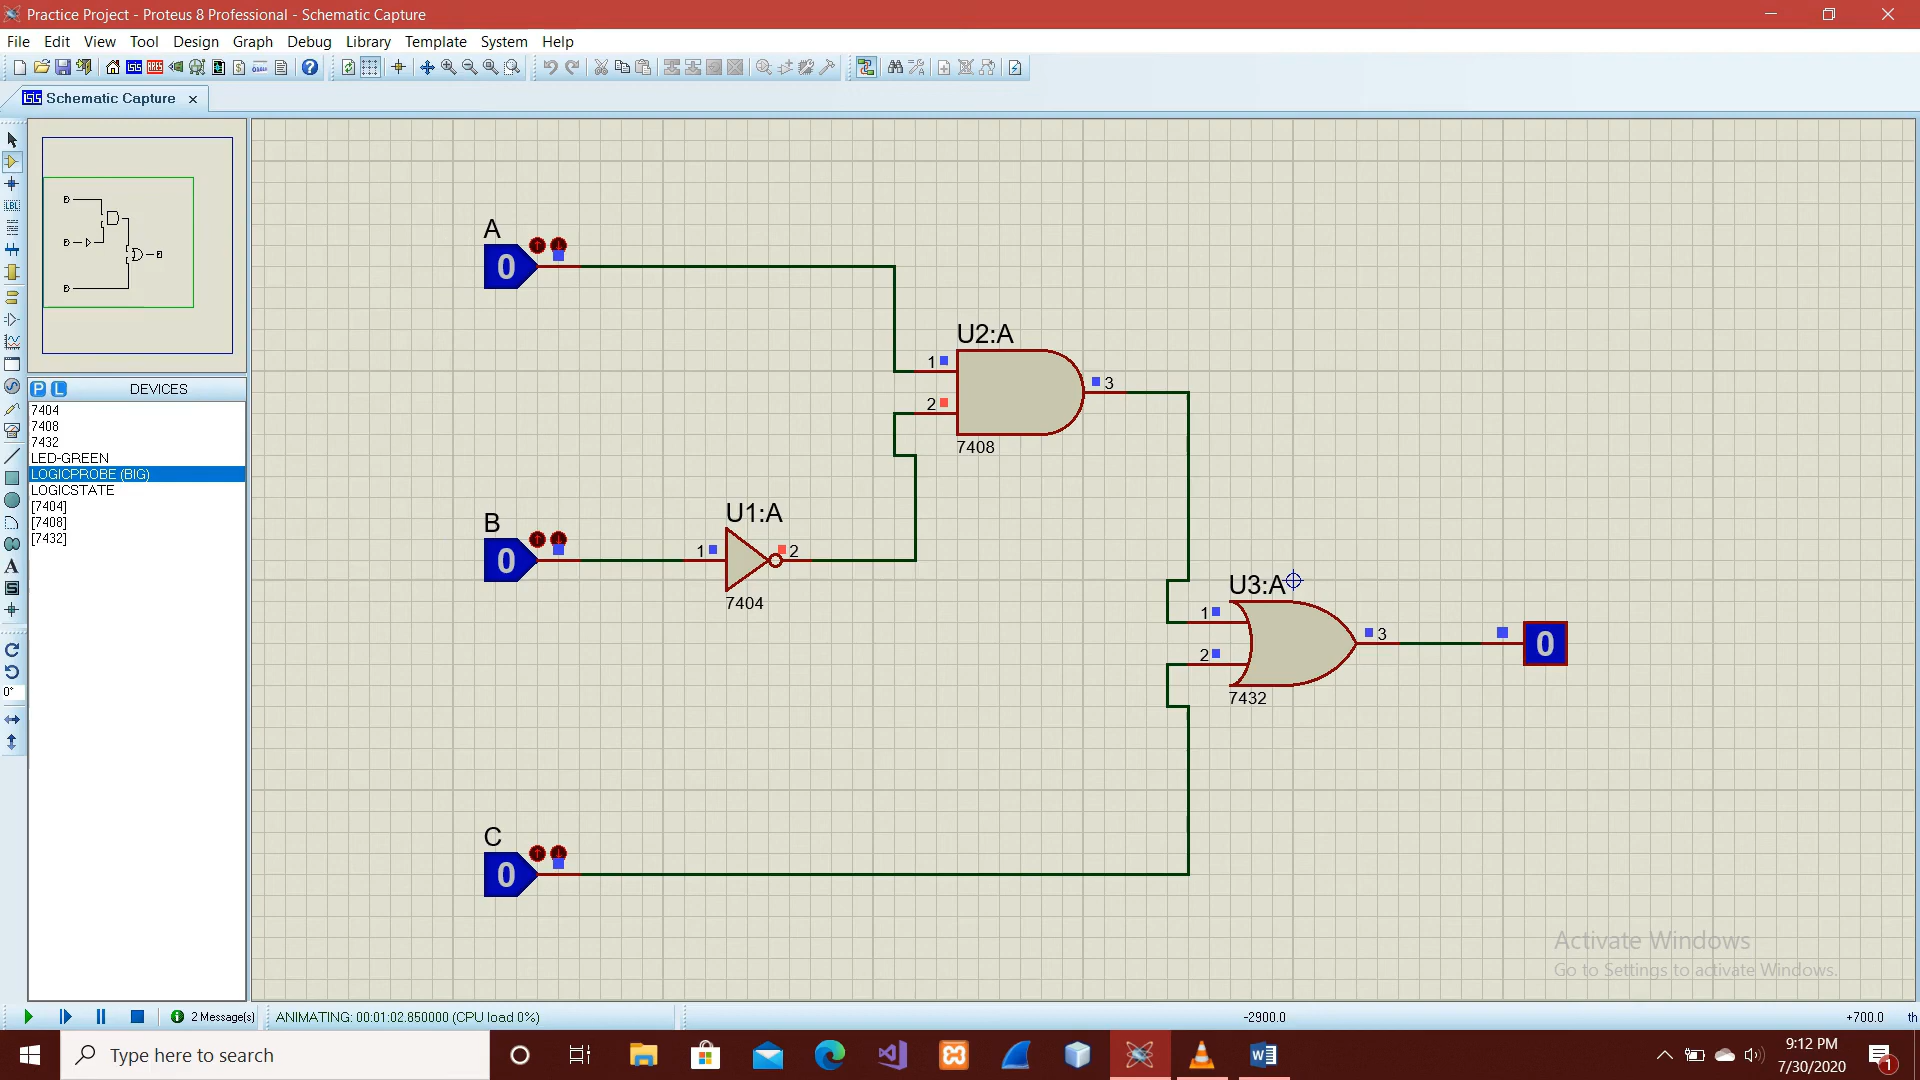 Practice Project - Proteus 8 Professional - Schematic Capture
File Edit View Tool Design Graph Debug Library Template System Help
Schematic Capture
P L DEVICES
7404
7408
7432
LED-GREEN
LOGICPROBE (BIG)
LOGICSTATE
[7404]
[7408]
[7432]
LBL
A
0°
A
0
U2:A
1
2
3
7408
B
0
U1:A
1
2
7404
U3:A
1
2
3
7432
0
C
0
Activate Windows
Go to Settings to activate Windows.
2 Message(s) ANIMATING: 00:01:02.850000 (CPU load 0%) -2900.0 +700.0 th
Type here to search
9:12 PM
7/30/2020
1